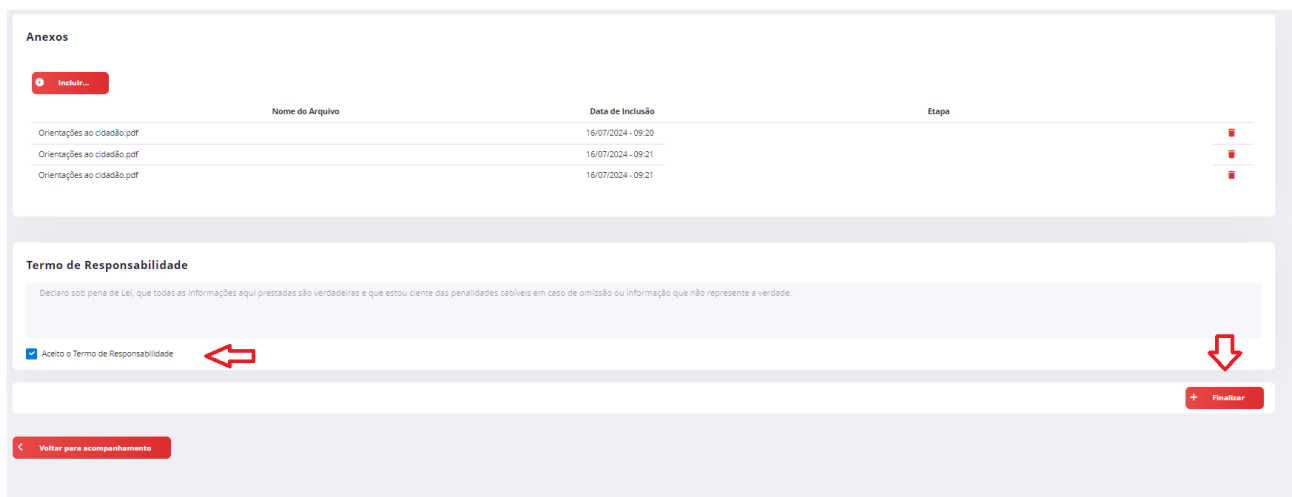 Anexos
Incluir...
Nome do Arquivo Data de Inclusão Etapa
Orientações ao cidadão.pdf 16/07/2024 - 09:20
Orientações ao cidadão.pdf 16/07/2024 - 09:21
Orientações ao cidadão.pdf 16/07/2024 - 09:21
Termo de Responsabilidade
Declaro sob pena de Lei, que todas as informações aqui prestadas são verdadeiras e que estou ciente das penalidades cabíveis em caso de omissão ou informação que não represente a verdade.
Aceito o Termo de Responsabilidade
Finalizar
Voltar para acompanhamento